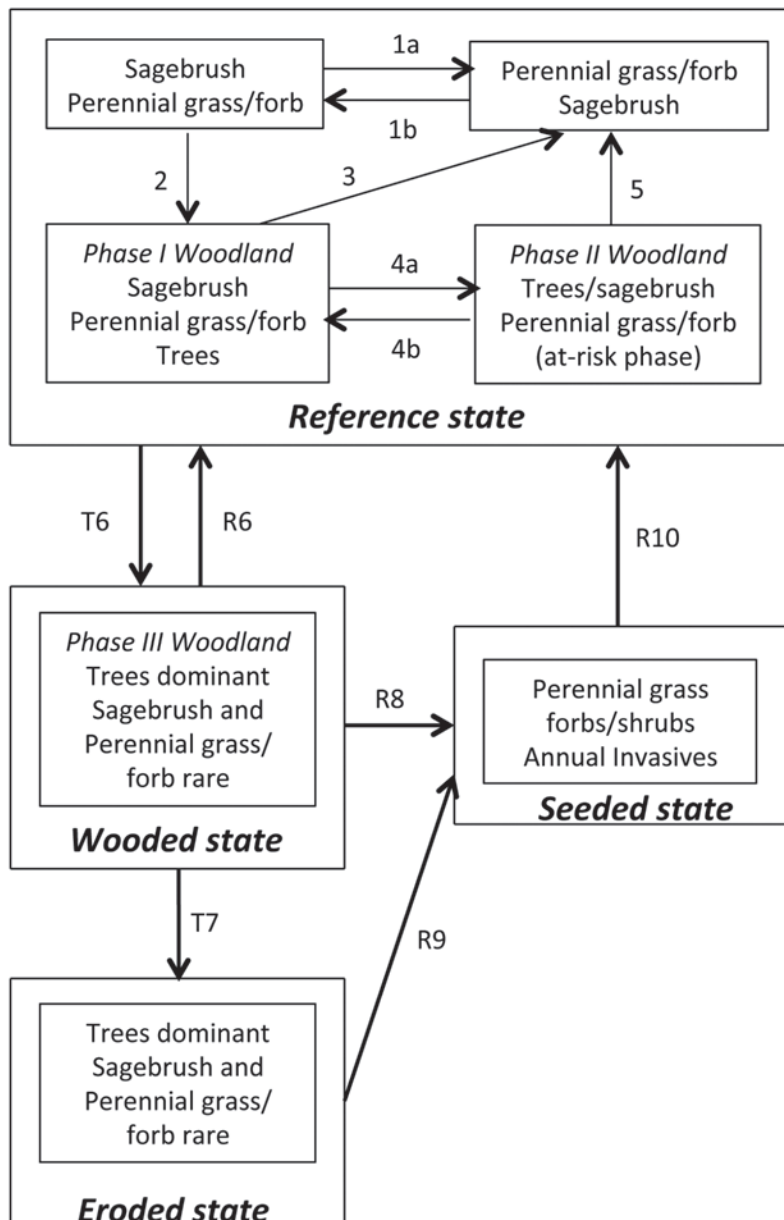 Sagebrush
Perennial grass/forb
1a
1b
Perennial grass/forb
Sagebrush
2
3
5
Phase I Woodland
Sagebrush
Perennial grass/forb
Trees
4a
4b
Phase II Woodland
Trees/sagebrush
Perennial grass/forb
(at-risk phase)
Reference state
T6
R6
R10
Phase III Woodland
Trees dominant
Sagebrush and
Perennial grass/
forb rare
Wooded state
R8
Perennial grass
forbs/shrubs
Annual Invasives
Seeded state
T7
R9
Trees dominant
Sagebrush and
Perennial grass/
forb rare
Eroded state